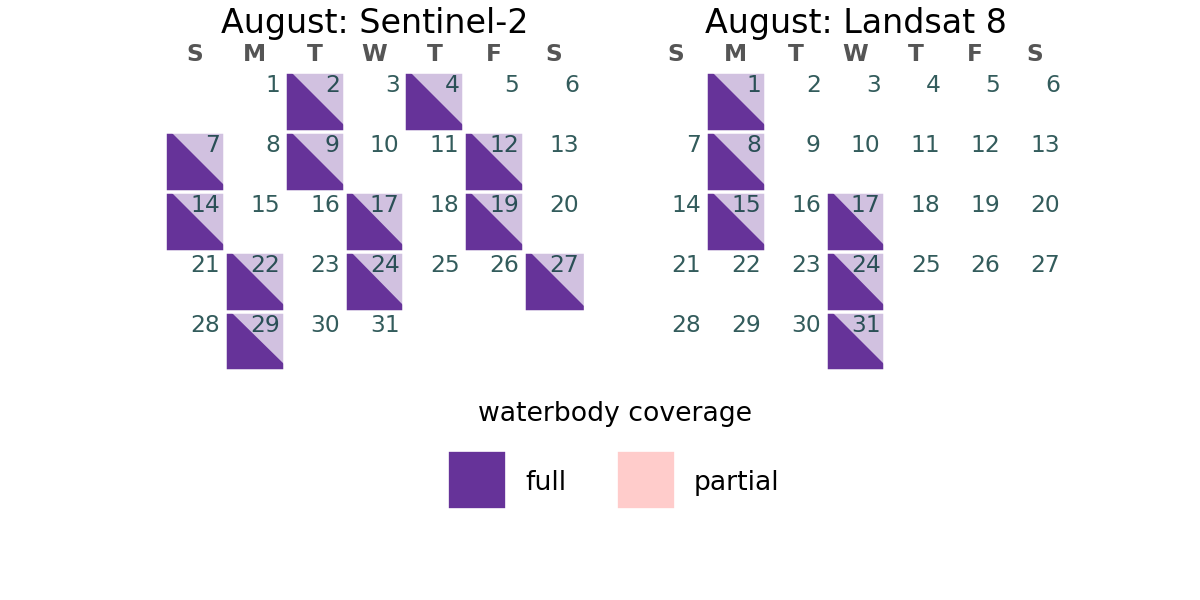 August: Sentinel-2
S M T W T F S
1 2 3 4 5 6
7 8 9 10 11 12 13
14 15 16 17 18 19 20
21 22 23 24 25 26 27
28 29 30 31
August: Landsat 8
S M T W T F S
1 2 3 4 5 6
7 8 9 10 11 12 13
14 15 16 17 18 19 20
21 22 23 24 25 26 27
28 29 30 31
waterbody coverage
full partial